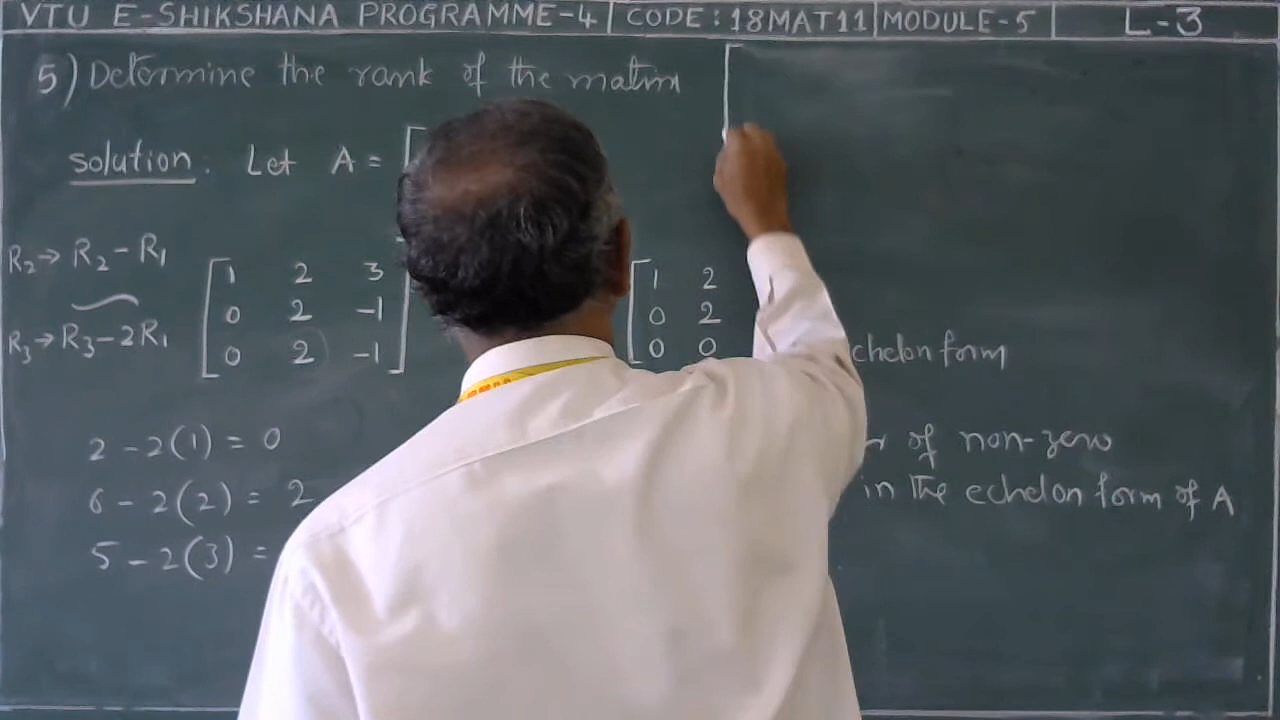 VTU E-SHIKSHANA PROGRAMME-4 | CODE: 18MAT11 | MODULE-5 | L-3
5) Determine the rank of the matrix
solution: Let A = [
R₂→ R₂-R₁
R₃→R₃-2R₁
1 2 3
0 2 -1
0 2 -1
1 2
0 2
0 0
echelon form
2 - 2(1) = 0
6 - 2(2) = 2
5 - 2(3) =
of non-zero
in the echelon form of A